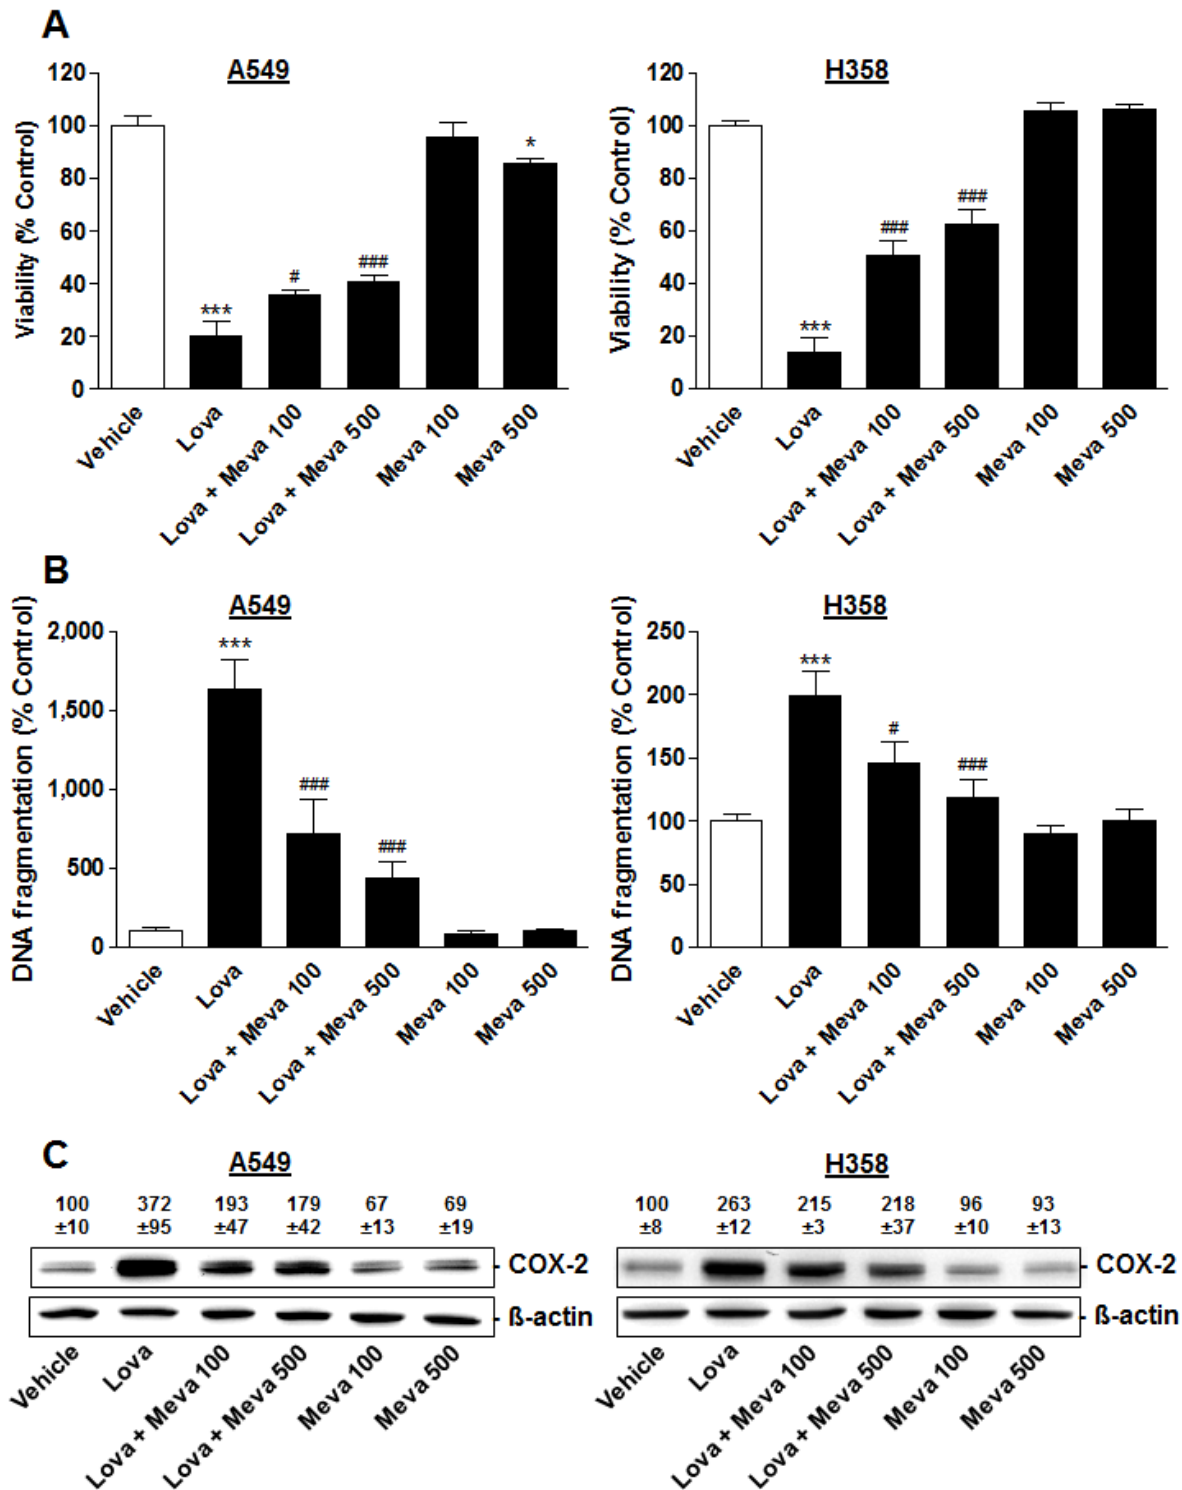 A
A549
Viability (% Control)
120
100
80
60
40
20
0
***
#
###
*
Vehicle
Lova
Lova + Meva 100
Lova + Meva 500
Meva 100
Meva 500
H358
Viability (% Control)
120
100
80
60
40
20
0
***
###
###
Vehicle
Lova
Lova + Meva 100
Lova + Meva 500
Meva 100
Meva 500
B
A549
DNA fragmentation (% Control)
2,000
1,500
1,000
500
0
***
###
###
Vehicle
Lova
Lova + Meva 100
Lova + Meva 500
Meva 100
Meva 500
H358
DNA fragmentation (% Control)
250
200
150
100
50
0
***
#
###
Vehicle
Lova
Lova + Meva 100
Lova + Meva 500
Meva 100
Meva 500
C
A549
100 372 193 179 67 69
±10 ±95 ±47 ±42 ±13 ±19
- COX-2
- ß-actin
Vehicle
Lova
Lova + Meva 100
Lova + Meva 500
Meva 100
Meva 500
H358
100 263 215 218 96 93
±8 ±12 ±3 ±37 ±10 ±13
- COX-2
- ß-actin
Vehicle
Lova
Lova + Meva 100
Lova + Meva 500
Meva 100
Meva 500